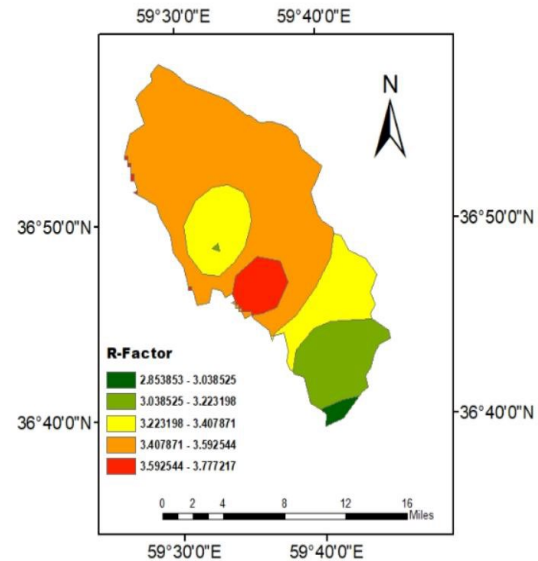 59°30'0"E 59°40'0"E
N
36°50'0"N 36°50'0"N
R-Factor
2.853853 - 3.038525
3.038525 - 3.223198
3.223198 - 3.407871
3.407871 - 3.592544
3.592544 - 3.777217
36°40'0"N 36°40'0"N
0 2 4 8 12 16
Miles
59°30'0"E 59°40'0"E